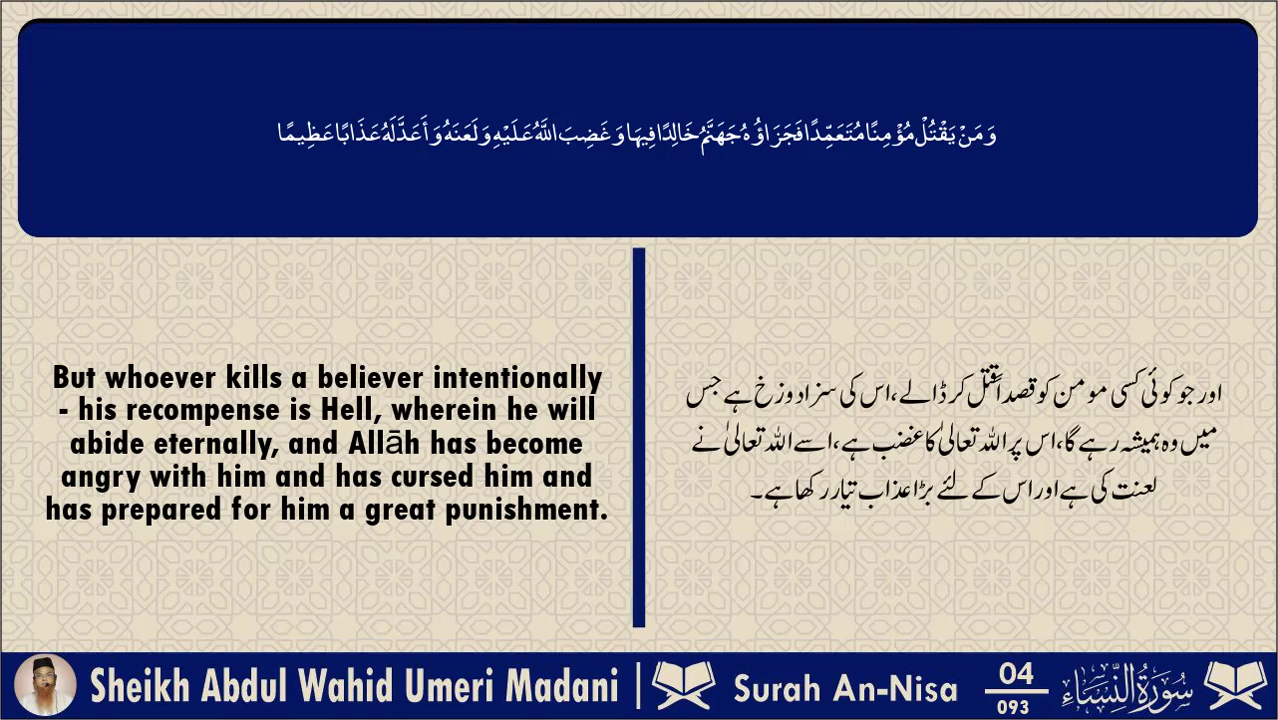 وَمَنْ يَقْتُلْ مُؤْمِنًا مُتَعَمِّدًا فَجَزَاؤُهُ جَهَنَّمُ خَالِدًا فِيهَا وَغَضِبَ اللَّهُ عَلَيْهِ وَلَعَنَهُ وَأَعَدَّ لَهُ عَذَابًا عَظِيمًا
But whoever kills a believer intentionally
- his recompense is Hell, wherein he will
abide eternally, and Allāh has become
angry with him and has cursed him and
has prepared for him a great punishment.
اور جو کوئی کسی مومن کو قصداً قتل کر ڈالے، اس کی سزا دوزخ ہے جس
میں وه ہمیشہ رہے گا، اس پر اللہ تعالیٰ کا غضب ہے، اسے اللہ تعالیٰ نے
لعنت کی ہے اور اس کے لئے بڑا عذاب تیار رکھا ہے۔
Sheikh Abdul Wahid Umeri Madani |
Surah An-Nisa
04
093
سُورَةُ النِّسَاءِ